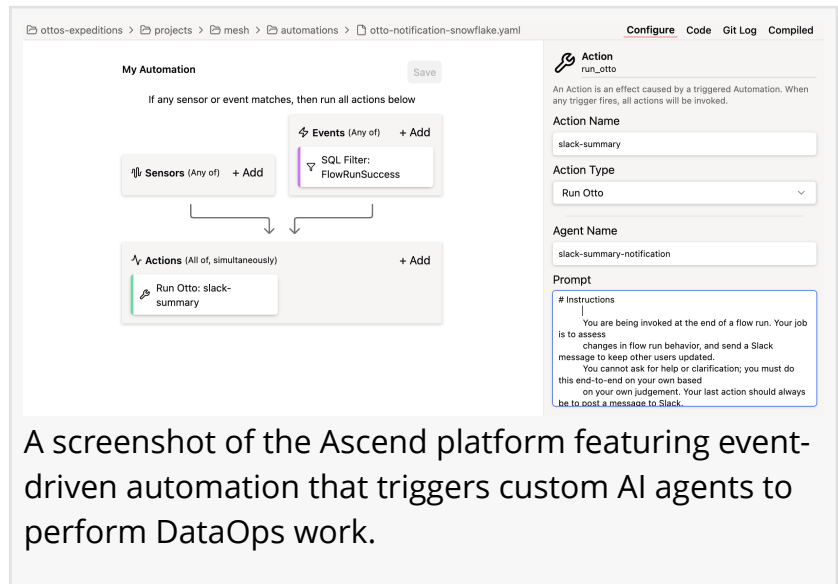 ottos-expeditions > projects > mesh > automations > otto-notification-snowflake.yaml
Configure Code Git Log Compiled
My Automation
Save
If any sensor or event matches, then run all actions below
Events (Any of) + Add
SQL Filter:
FlowRunSuccess
Sensors (Any of) + Add
Actions (All of, simultaneously) + Add
Run Otto: slack-
summary
Action
run_otto
An Action is an effect caused by a triggered Automation. When
any trigger fires, all actions will be invoked.
Action Name
slack-summary
Action Type
Run Otto
Agent Name
slack-summary-notification
Prompt
# Instructions
You are being invoked at the end of a flow run. Your job
is to assess
changes in flow run behavior, and send a Slack
message to keep other users updated.
You cannot ask for help or clarification; you must do
this end-to-end on your own based
on your own judgement. Your last action should always
be to post a message to Slack.
A screenshot of the Ascend platform featuring event-
driven automation that triggers custom AI agents to
perform DataOps work.